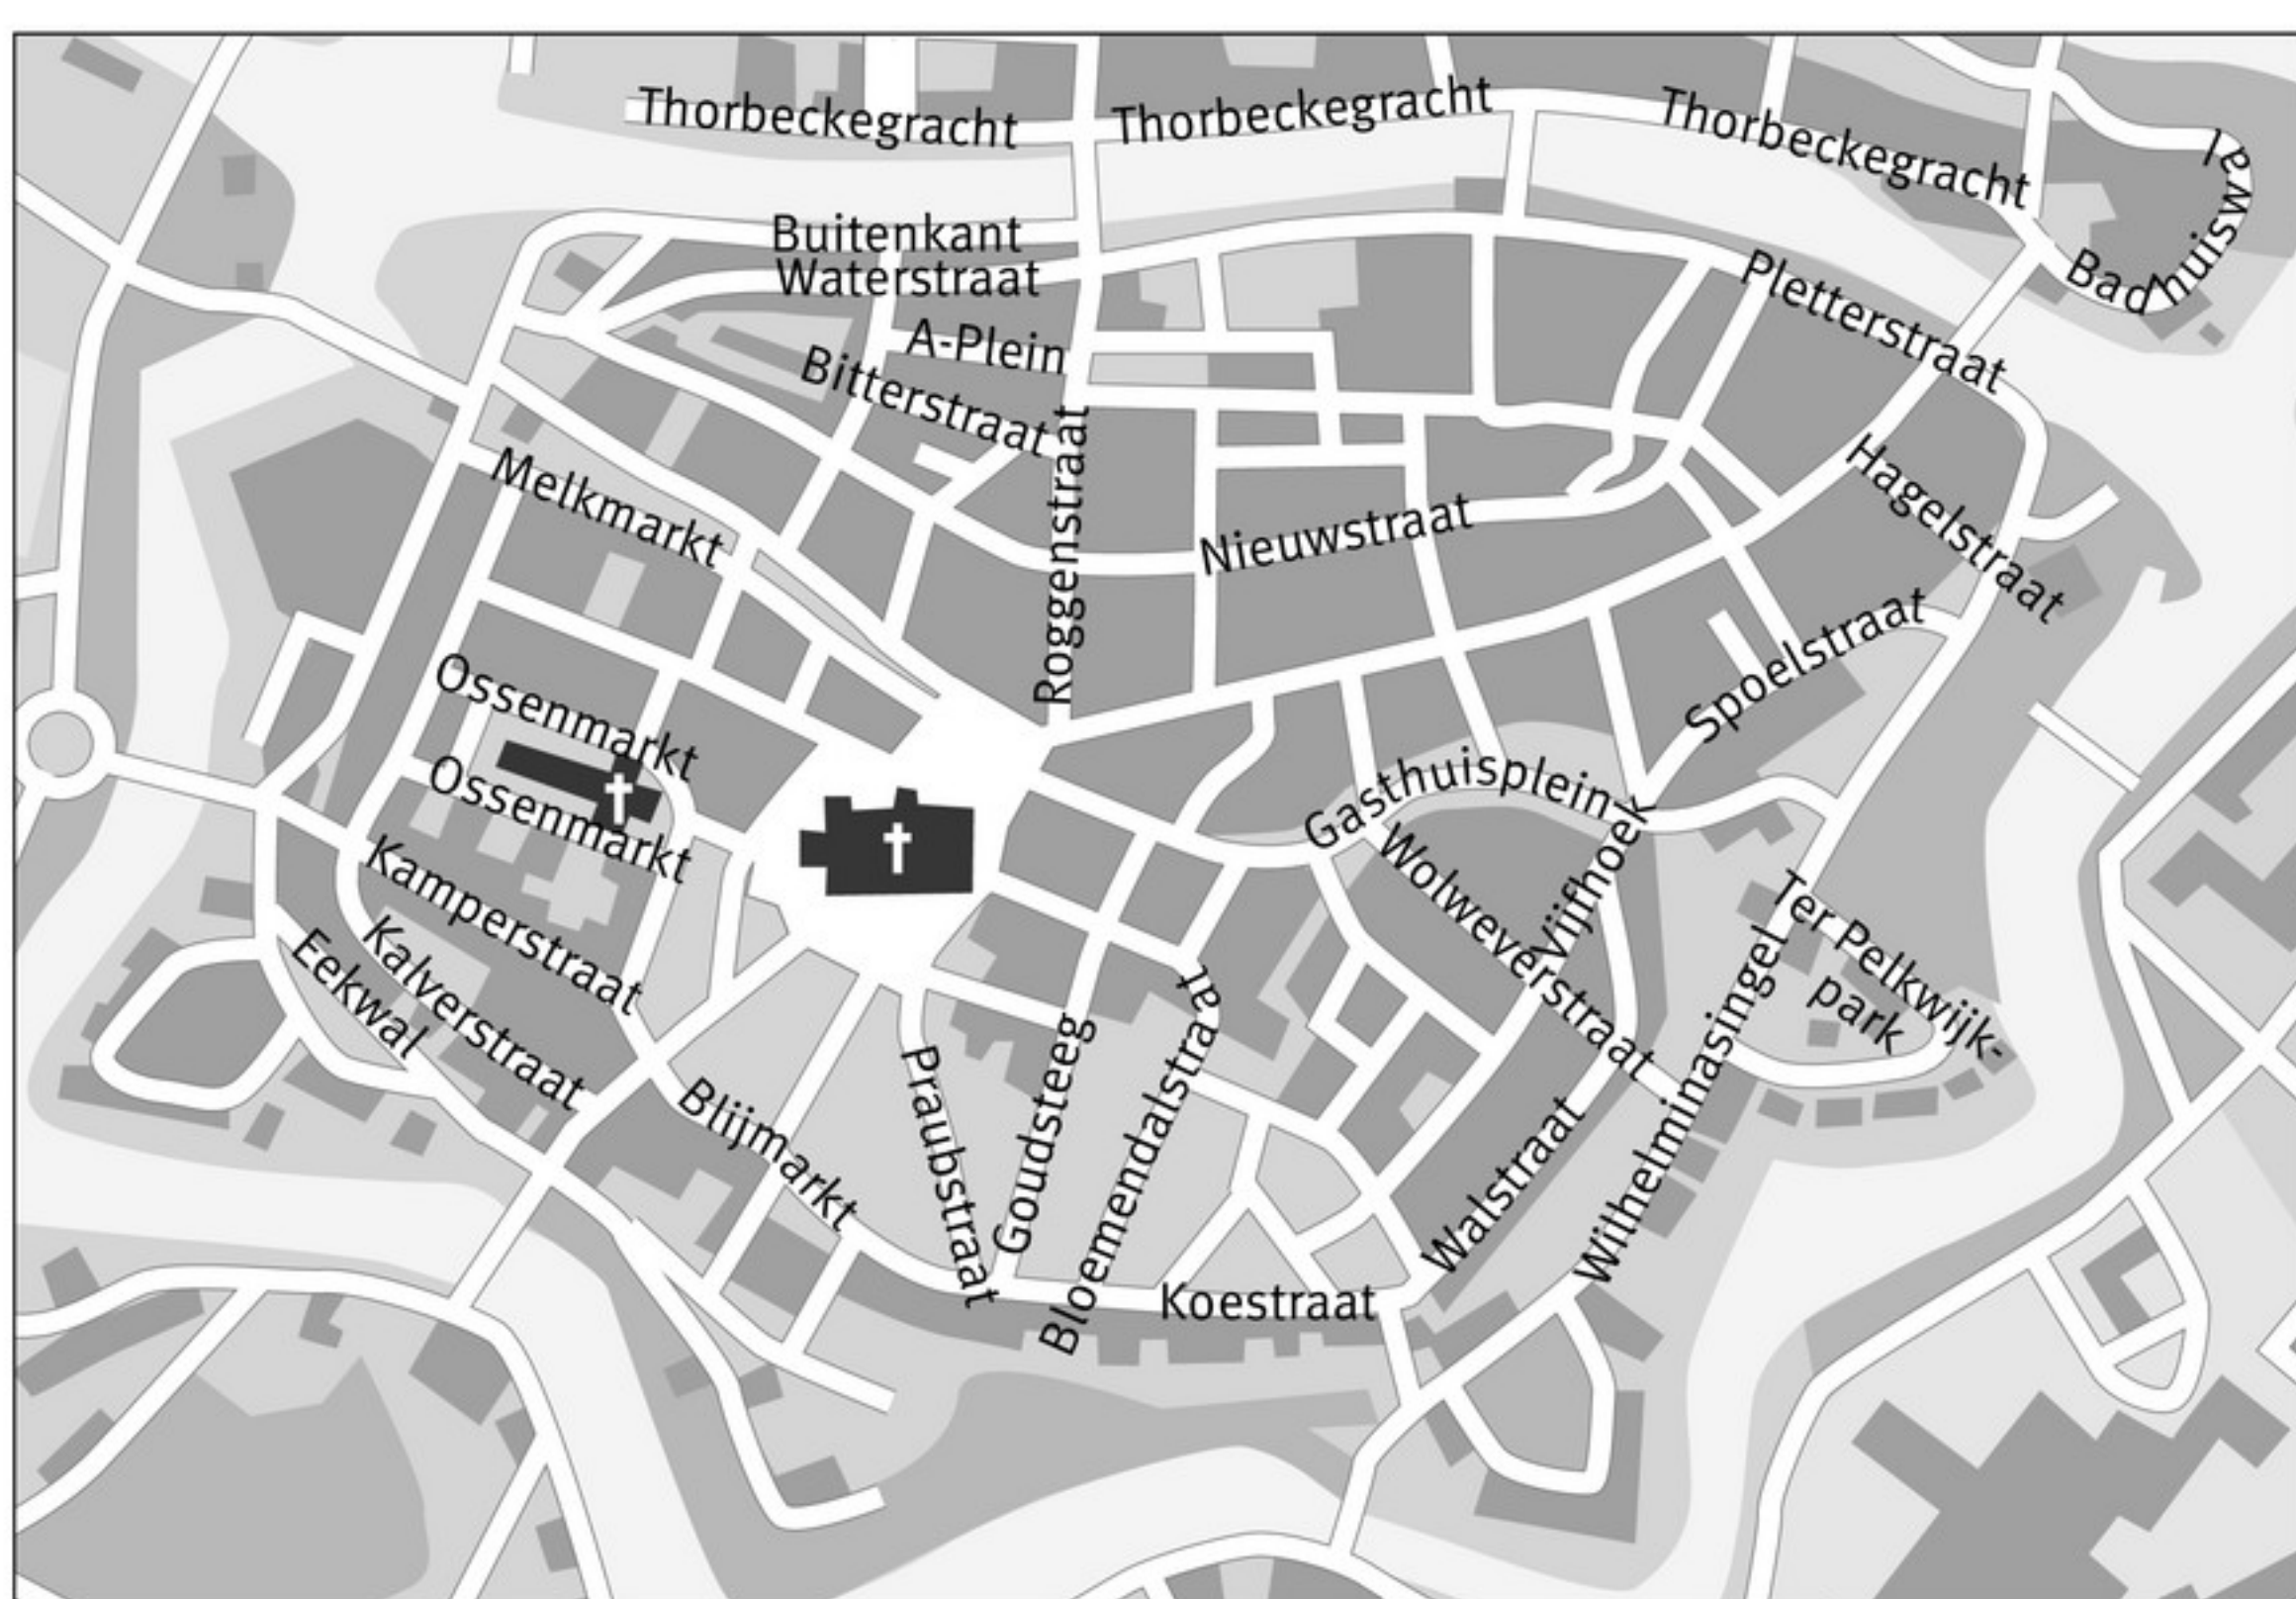 Thorbeckegracht
Thorbeckegracht
Thorbeckegracht
Badhuiswal
Buitenkant
Waterstraat
A-Plein
Bitterstraat
Pletterstraat
Melkmarkt
Roggenstraat
Nieuwstraat
Hagelstraat
Spoelstraat
Ossenmarkt
Ossenmarkt
Gasthuisplein
Kamperstraat
Kalverstraat
Eekwal
Wolweverstraat
Vijfhoek
Ter Pelkwijk-
park
Blijmarkt
Praubstraat
Goudsteeg
Bloemendalstraat
Koestraat
Walstraat
Wilhelminasingel